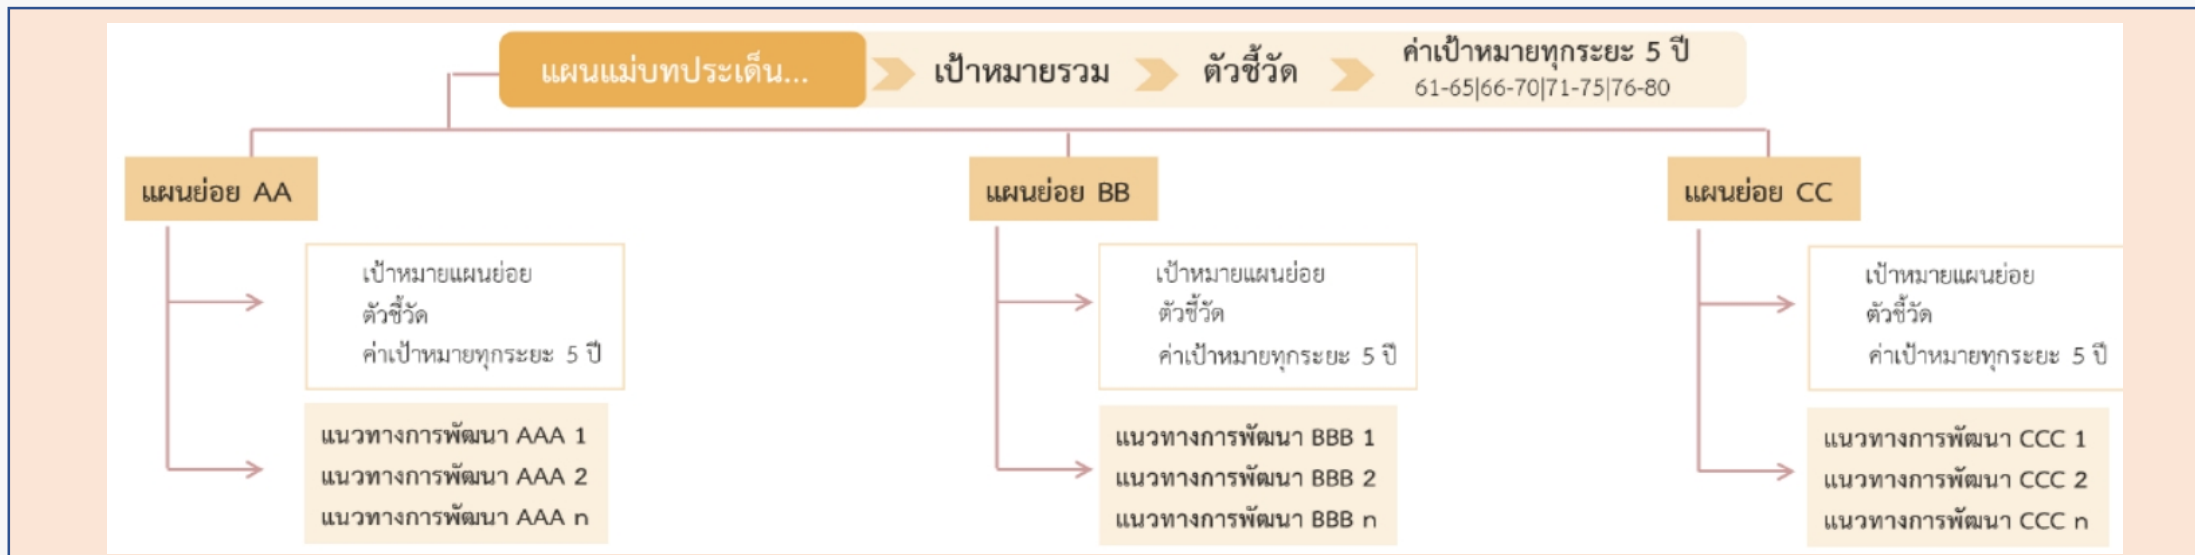 แผนแม่บทประเด็น...
เป้าหมายรวม
ตัวชี้วัด
ค่าเป้าหมายทุกระยะ 5 ปี
61-65|66-70|71-75|76-80
แผนย่อย AA
เป้าหมายแผนย่อย
ตัวชี้วัด
ค่าเป้าหมายทุกระยะ 5 ปี
แนวทางการพัฒนา AAA 1
แนวทางการพัฒนา AAA 2
แนวทางการพัฒนา AAA n
แผนย่อย BB
เป้าหมายแผนย่อย
ตัวชี้วัด
ค่าเป้าหมายทุกระยะ 5 ปี
แนวทางการพัฒนา BBB 1
แนวทางการพัฒนา BBB 2
แนวทางการพัฒนา BBB n
แผนย่อย CC
เป้าหมายแผนย่อย
ตัวชี้วัด
ค่าเป้าหมายทุกระยะ 5 ปี
แนวทางการพัฒนา CCC 1
แนวทางการพัฒนา CCC 2
แนวทางการพัฒนา CCC n